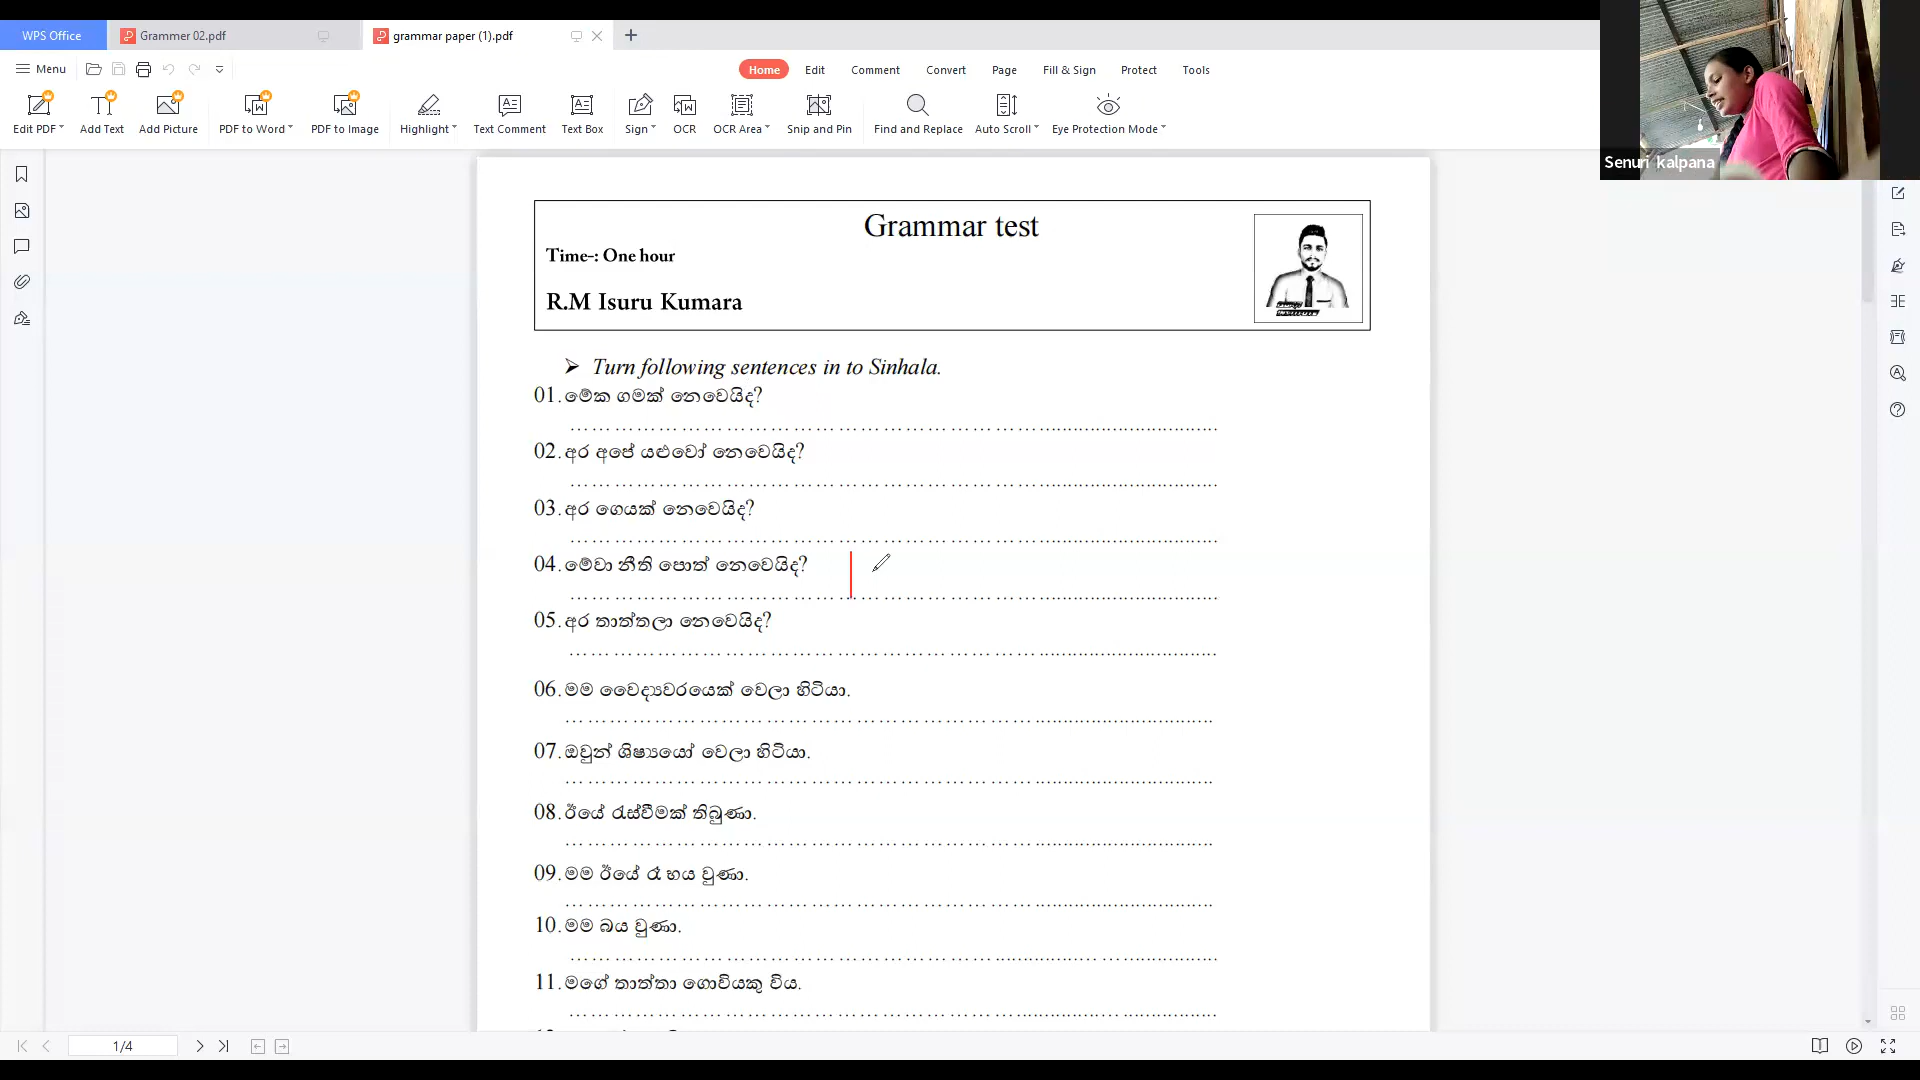 WPS Office
Grammer 02.pdf
grammar paper (1).pdf
Menu
Home Edit Comment Convert Page Fill & Sign Protect Tools
Edit PDF Add Text Add Picture PDF to Word PDF to Image Highlight Text Comment Text Box Sign OCR OCR Area Snip and Pin Find and Replace Auto Scroll Eye Protection Mode
Senuri kalpana
Grammar test
Time-: One hour
R.M Isuru Kumara
➢ Turn following sentences in to Sinhala.
01. මේක ගමක් නෙවෙයිද?
02. අර අපේ යළුවෝ නෙවෙයිද?
03. අර ගෙයක් නෙවෙයිද?
04. මේවා නීති පොත් නෙවෙයිද?
05. අර තාත්තලා නෙවෙයිද?
06. මම වෛද්‍යවරයෙක් වෙලා හිටියා.
07. ඔවුන් ශිෂ්‍යයෝ වෙලා හිටියා.
08. ඊයේ රැස්වීමක් තිබුණා.
09. මම ඊයේ රෑ භය වුණා.
10. මම බය වුණා.
11. මගේ තාත්තා ගොවියකු විය.
1/4